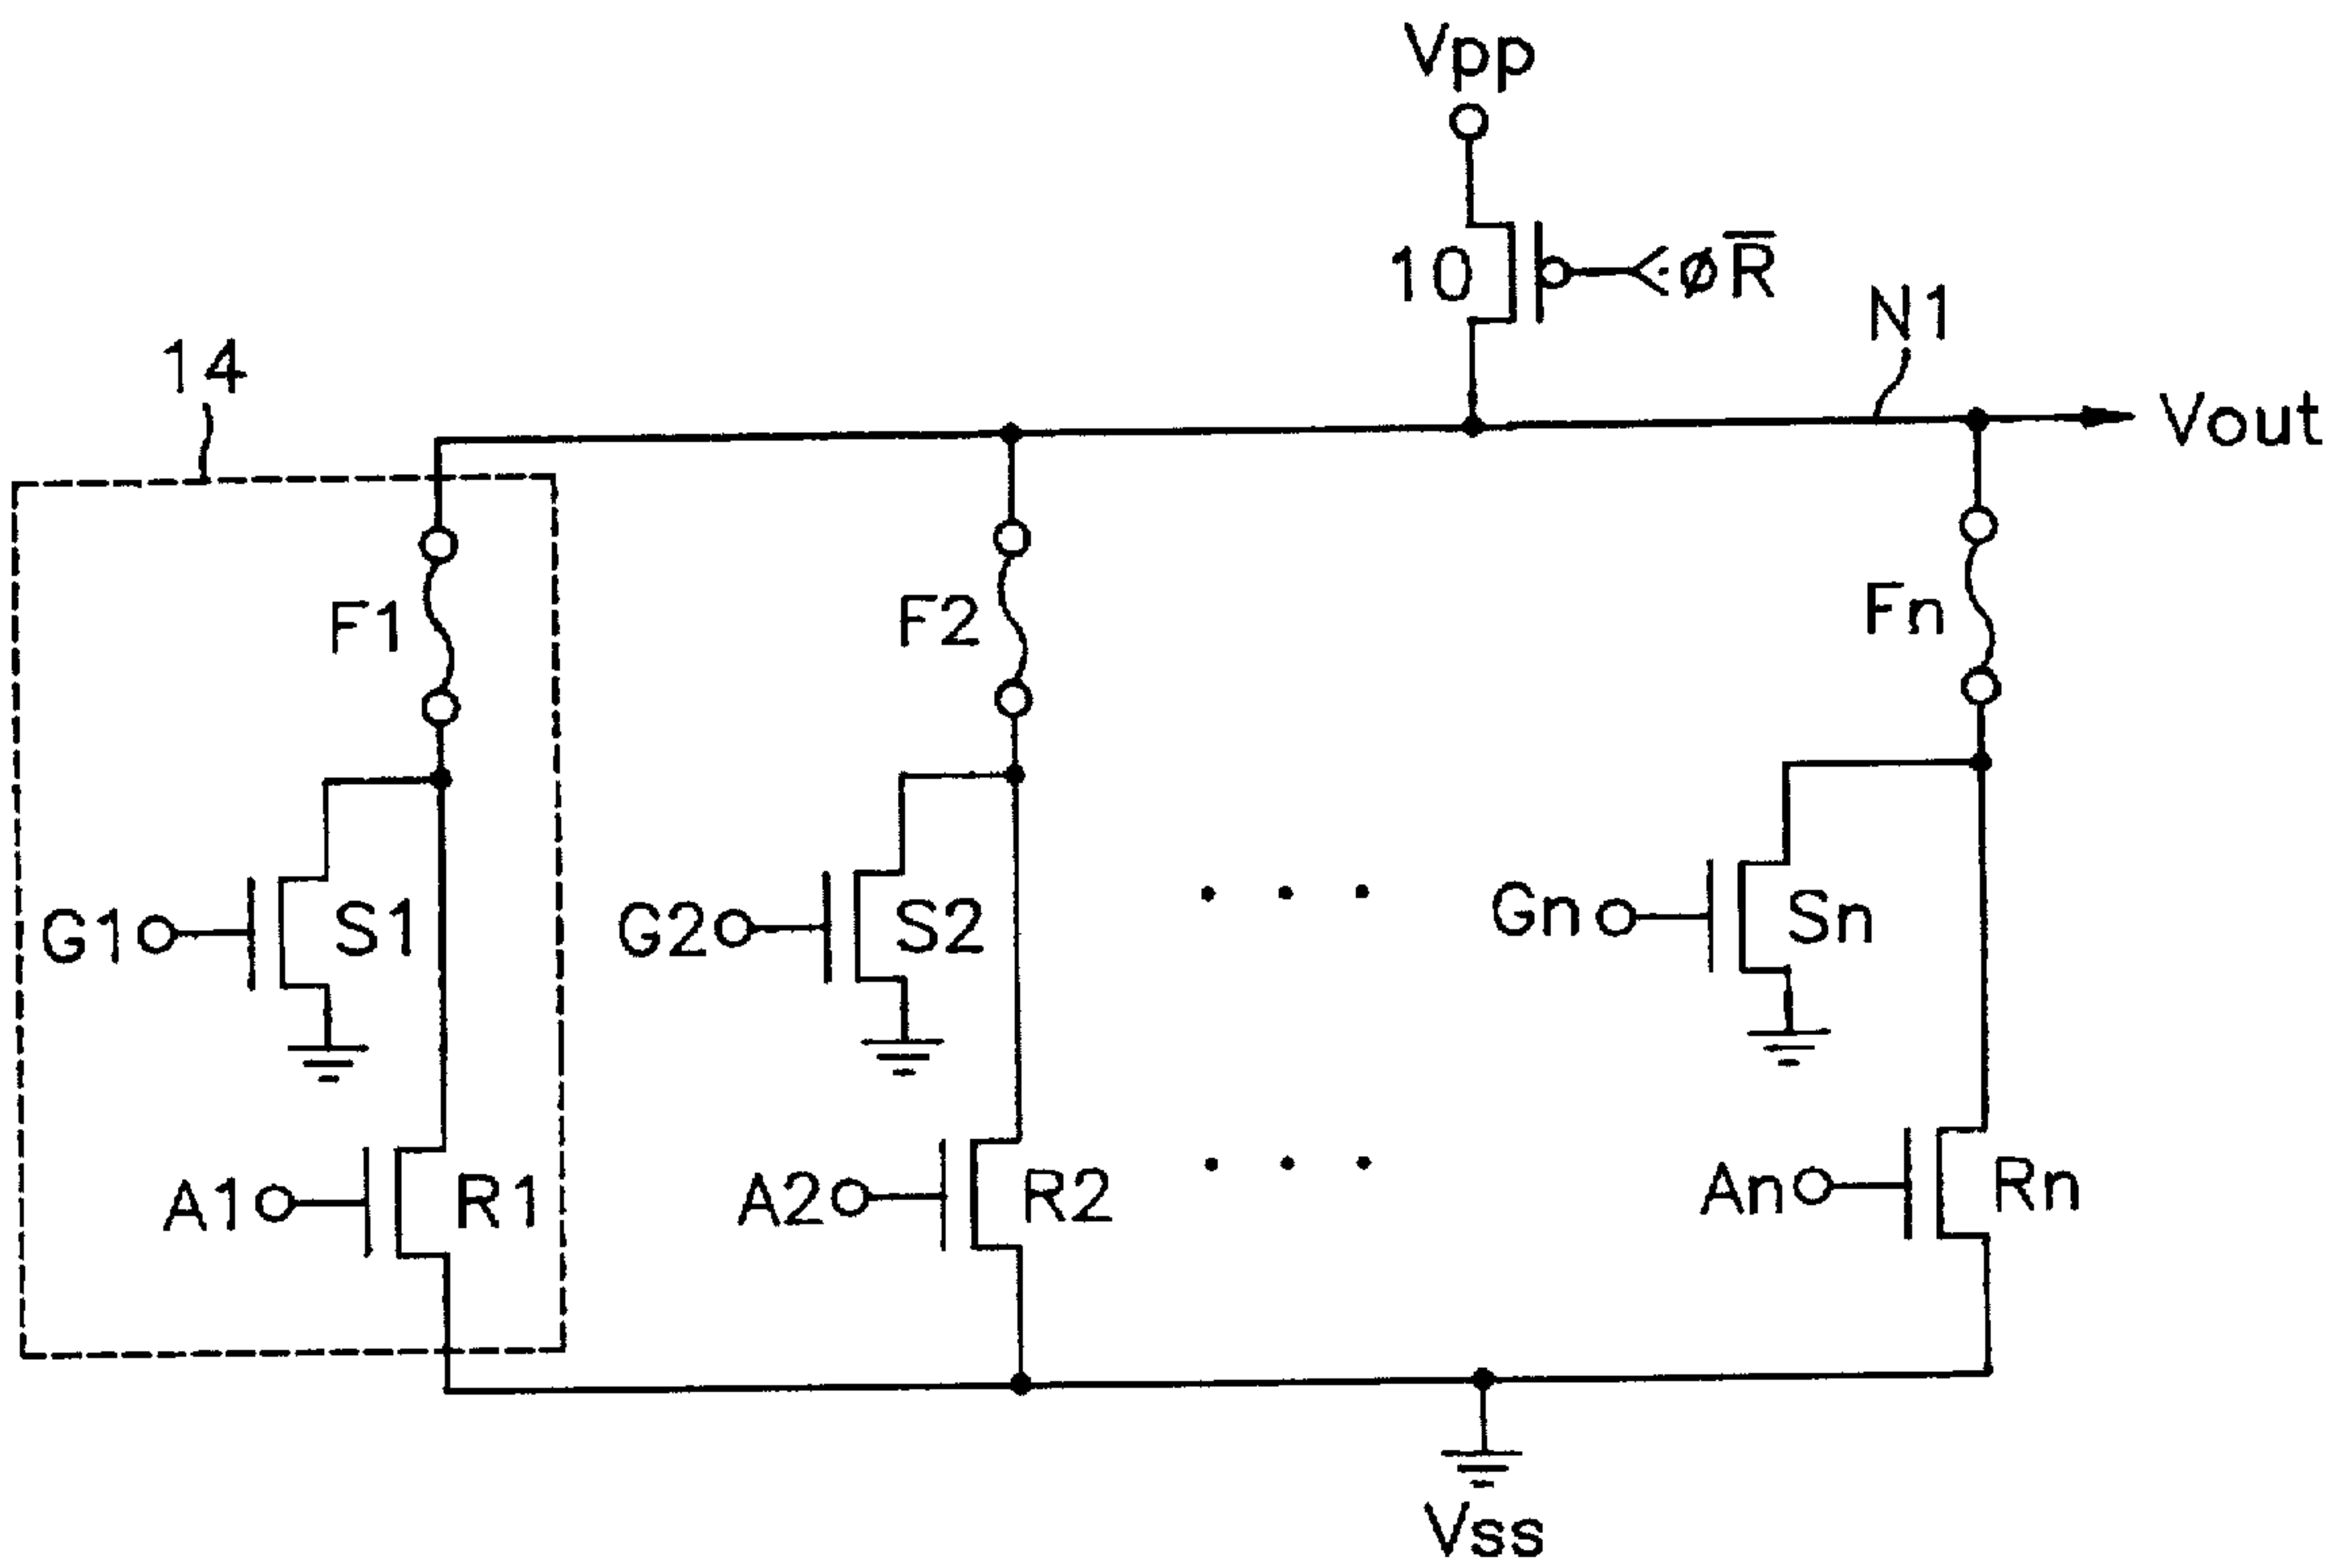 Vpp
10
øR̅
N1
14
Vout
F1
F2
Fn
G1
S1
G2
S2
Gn
Sn
A1
R1
A2
R2
An
Rn
Vss